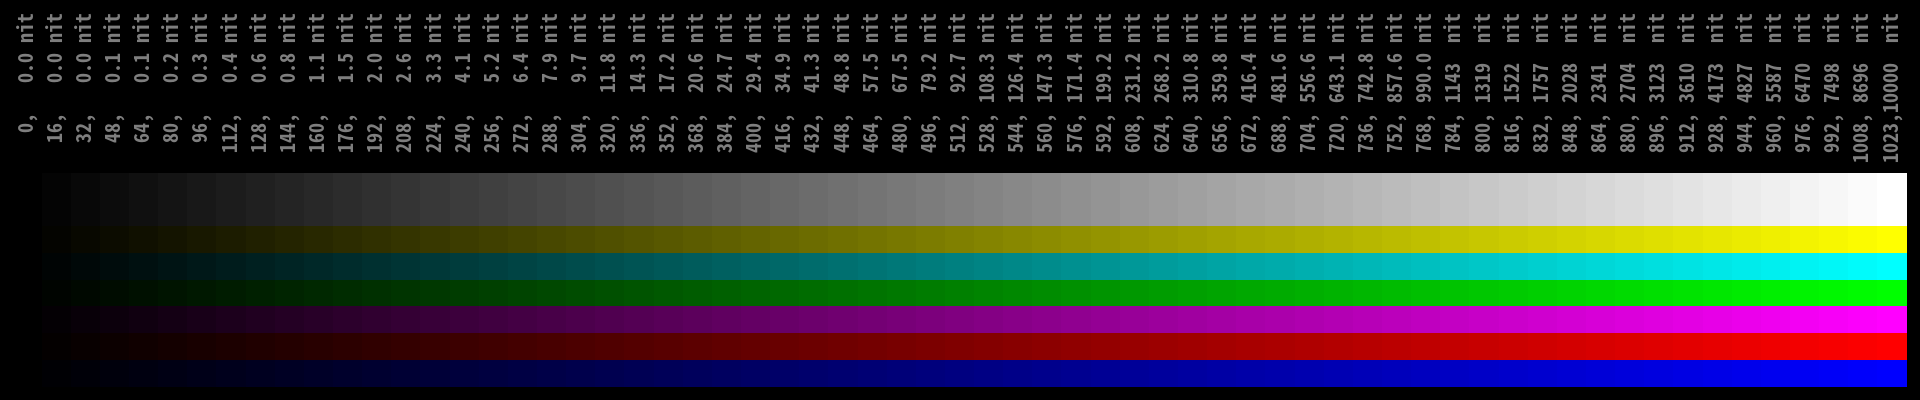 0, 0.0 nit
16, 0.0 nit
32, 0.0 nit
48, 0.1 nit
64, 0.1 nit
80, 0.2 nit
96, 0.3 nit
112, 0.4 nit
128, 0.6 nit
144, 0.8 nit
160, 1.1 nit
176, 1.5 nit
192, 2.0 nit
208, 2.6 nit
224, 3.3 nit
240, 4.1 nit
256, 5.2 nit
272, 6.4 nit
288, 7.9 nit
304, 9.7 nit
320, 11.8 nit
336, 14.3 nit
352, 17.2 nit
368, 20.6 nit
384, 24.7 nit
400, 29.4 nit
416, 34.9 nit
432, 41.3 nit
448, 48.8 nit
464, 57.5 nit
480, 67.5 nit
496, 79.2 nit
512, 92.7 nit
528, 108.3 nit
544, 126.4 nit
560, 147.3 nit
576, 171.4 nit
592, 199.2 nit
608, 231.2 nit
624, 268.2 nit
640, 310.8 nit
656, 359.8 nit
672, 416.4 nit
688, 481.6 nit
704, 556.6 nit
720, 643.1 nit
736, 742.8 nit
752, 857.6 nit
768, 990.0 nit
784, 1143 nit
800, 1319 nit
816, 1522 nit
832, 1757 nit
848, 2028 nit
864, 2341 nit
880, 2704 nit
896, 3123 nit
912, 3610 nit
928, 4173 nit
944, 4827 nit
960, 5587 nit
976, 6470 nit
992, 7498 nit
1008, 8696 nit
1023,10000 nit